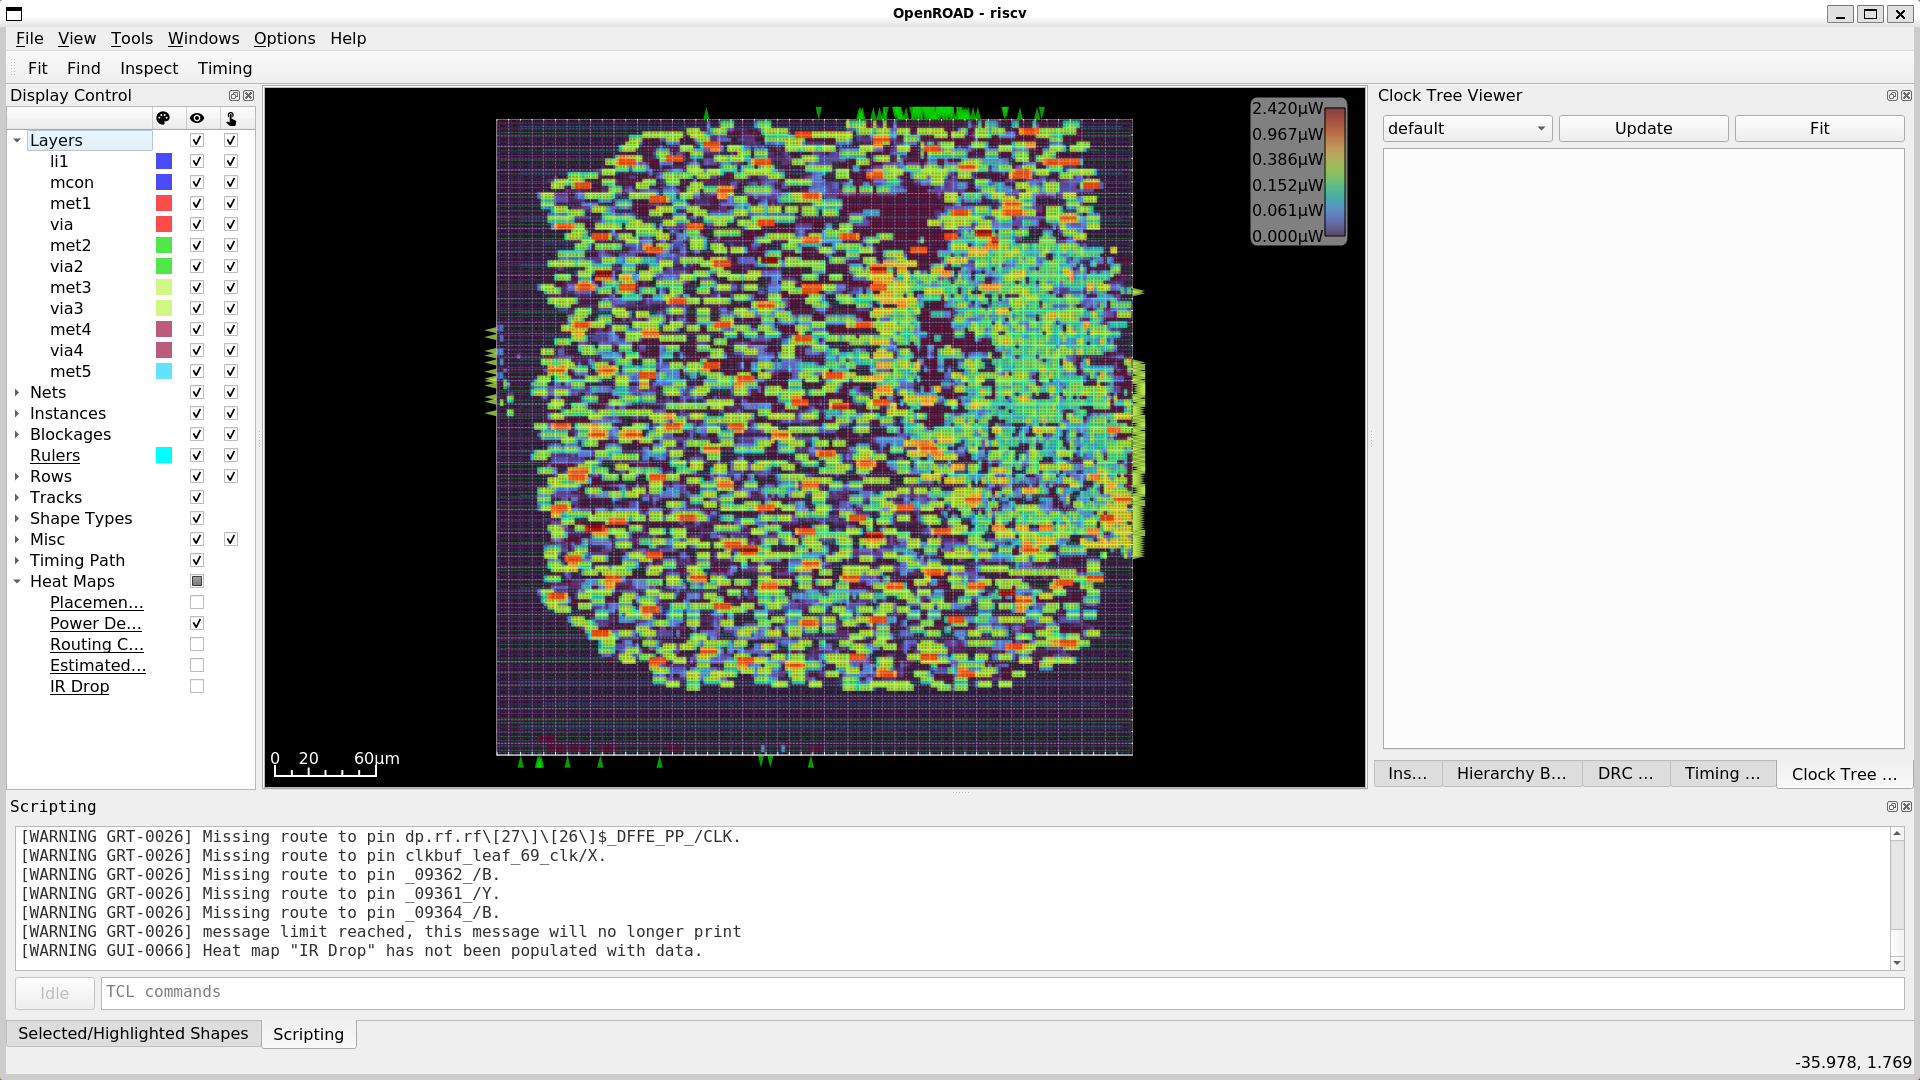 OpenROAD - riscv
File View Tools Windows Options Help
Fit Find Inspect Timing
Display Control
Layers
li1
mcon
met1
via
met2
via2
met3
via3
met4
via4
met5
Nets
Instances
Blockages
Rulers
Rows
Tracks
Shape Types
Misc
Timing Path
Heat Maps
Placemen...
Power De...
Routing C...
Estimated...
IR Drop
2.420µW
0.967µW
0.386µW
0.152µW
0.061µW
0.000µW
0 20 60µm
Clock Tree Viewer
default Update Fit
Ins... Hierarchy B... DRC ... Timing ... Clock Tree ...
Scripting
[WARNING GRT-0026] Missing route to pin dp.rf.rf\[27\]\[26\]$_DFFE_PP_/CLK.
[WARNING GRT-0026] Missing route to pin clkbuf_leaf_69_clk/X.
[WARNING GRT-0026] Missing route to pin _09362_/B.
[WARNING GRT-0026] Missing route to pin _09361_/Y.
[WARNING GRT-0026] Missing route to pin _09364_/B.
[WARNING GRT-0026] message limit reached, this message will no longer print
[WARNING GUI-0066] Heat map "IR Drop" has not been populated with data.
Idle TCL commands
Selected/Highlighted Shapes Scripting
-35.978, 1.769